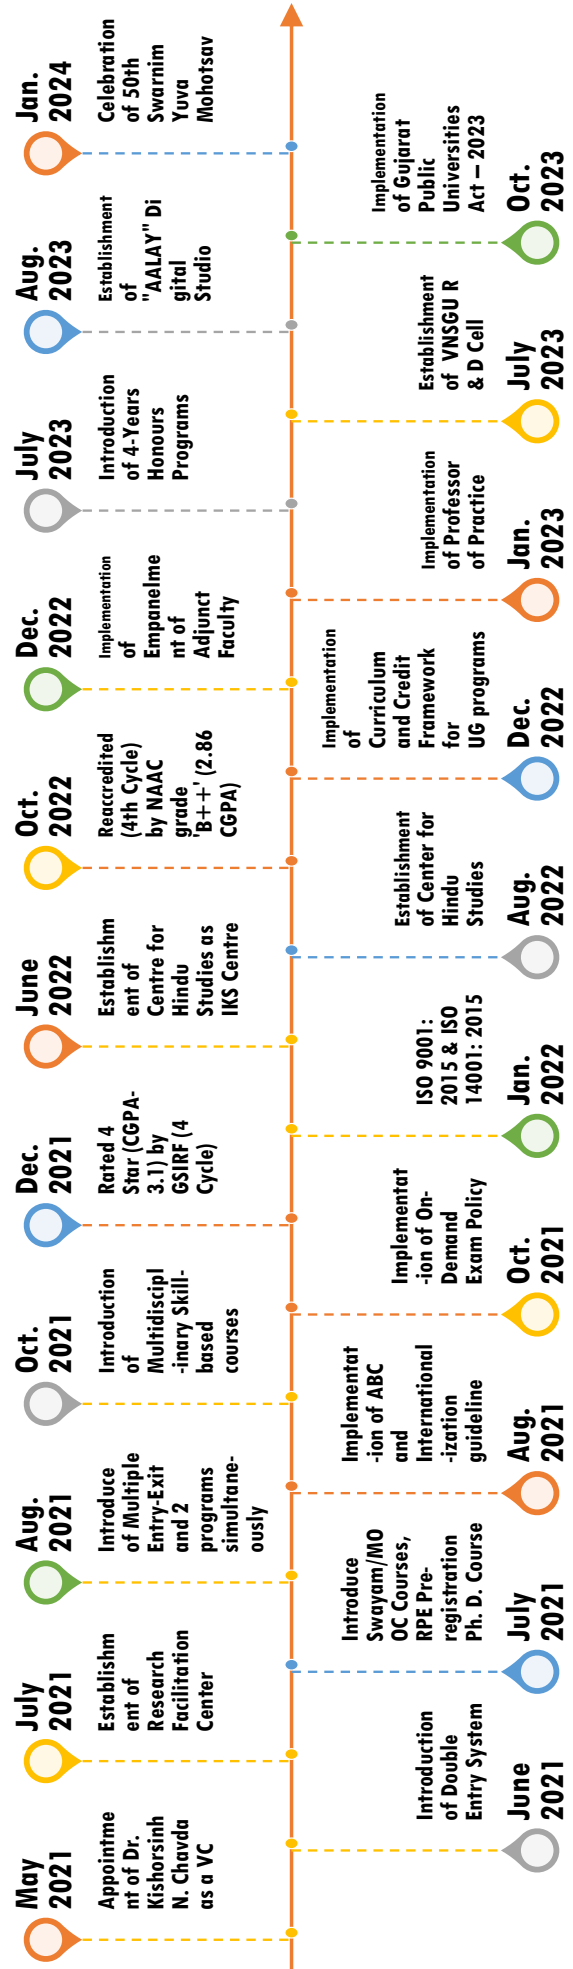 May
2021
Appointme
nt of Dr.
Kishorsinh
N. Chavda
as a VC
July
2021
Establishm
ent of
Research
Facilitation
Center
Aug.
2021
Introduce
of Multiple
Entry-Exit
and 2
programs
simultane-
ously
Oct.
2021
Introduction
of
Multidiscipl
-inary Skill-
based
courses
Dec.
2021
Rated 4
Star (CGPA-
3.1) by
GSIRF (4
Cycle)
June
2022
Establishm
ent of
Centre for
Hindu
Studies as
IKS Centre
Oct.
2022
Reaccredited
(4th Cycle)
by NAAC
grade
'B++' (2.86
CGPA)
Dec.
2022
Implementation
of
Empanelme
nt of
Adjunct
Faculty
July
2023
Introduction
of 4-Years
Honours
Programs
Aug.
2023
Establishment
of
"AALAY" Di
gital
Studio
Jan.
2024
Celebration
of 50th
Swarnim
Yuva
Mohotsav
Introduction
of Double
Entry System
June
2021
Introduce
Swayam/MO
OC Courses,
RPE Pre-
registration
Ph. D. Course
July
2021
Implementat
-ion of ABC
and
International
-ization
guideline
Aug.
2021
Implementat
-ion of On-
Demand
Exam Policy
Oct.
2021
ISO 9001:
2015 & ISO
14001: 2015
Jan.
2022
Establishment
of Center for
Hindu
Studies
Aug.
2022
Implementation
of
Curriculum
and Credit
Framework
for
UG programs
Dec.
2022
Implementation
of Professor
of Practice
Jan.
2023
Establishment
of VNSGU R
& D Cell
July
2023
Implementation
of Gujarat
Public
Universities
Act – 2023
Oct.
2023